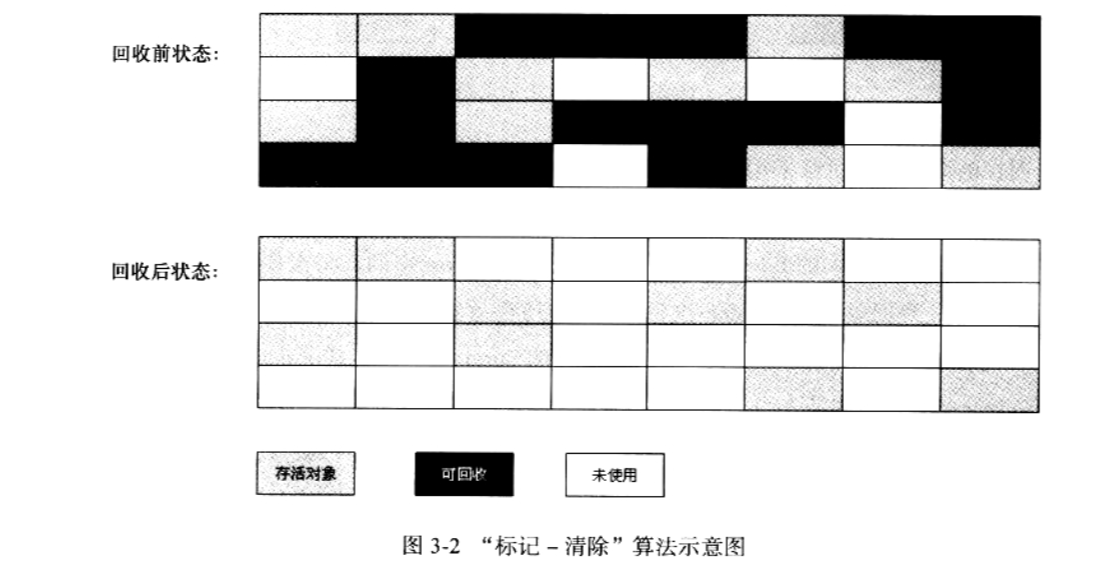 回收前状态:
回收后状态:
存活对象
可回收
未使用
图 3-2 “标记 – 清除”算法示意图